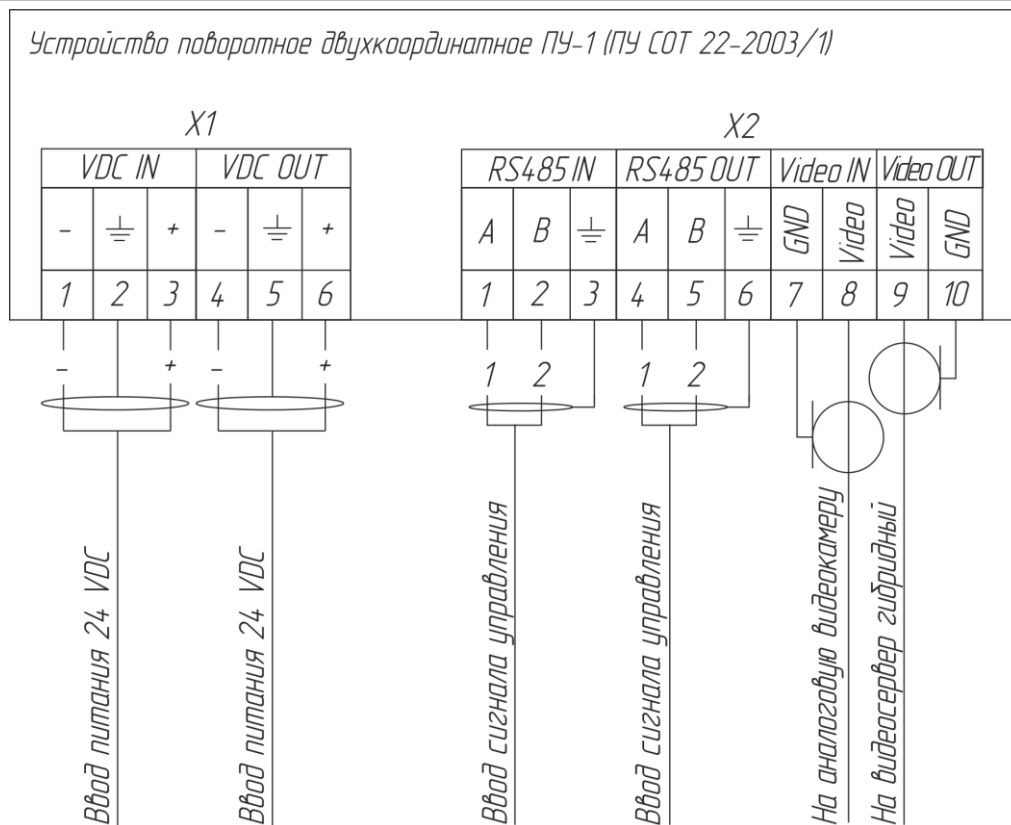 Устройство поворотное двухкоординатное ПУ-1 (ПУ СОТ 22-2003/1)
X1
X2
VDC IN
VDC OUT
RS485 IN
RS485 OUT
Video IN
Video OUT
- + - +
A B A B GND Video Video GND
1 2 3 4 5 6
1 2 3 4 5 6 7 8 9 10
- + - +
1 2 1 2
Ввод питания 24 VDC
Ввод питания 24 VDC
Ввод сигнала управления
Ввод сигнала управления
На аналоговую видеокамеру
На видеосервер гибридный